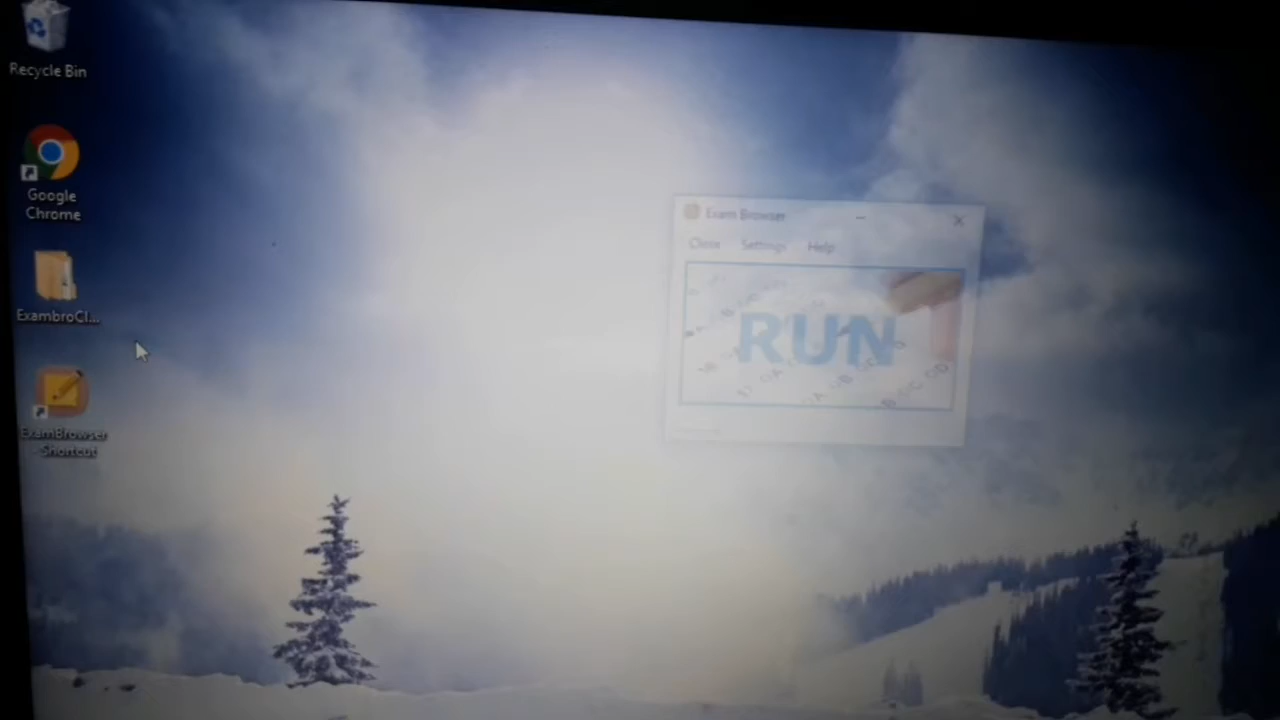 Recycle Bin
Google
Chrome
ExambroCl...
ExamBrowser
- Shortcut
Exam Browser
Close Settings Help
RUN